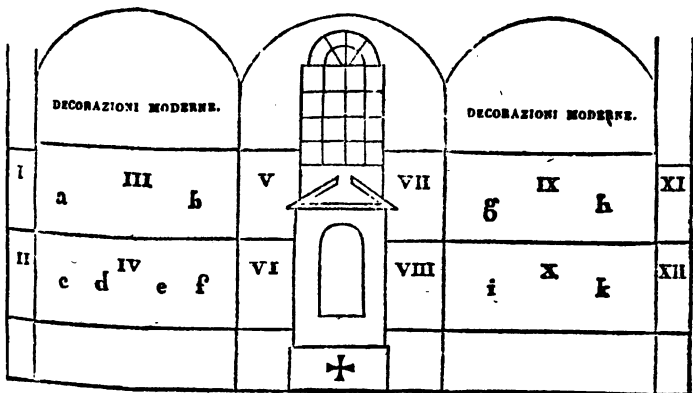 DECORAZIONI MODERNE.
DECORAZIONI MODERNE.
I III V VII IX XI
a b g h
II IV VI VIII X XII
c d e f i k